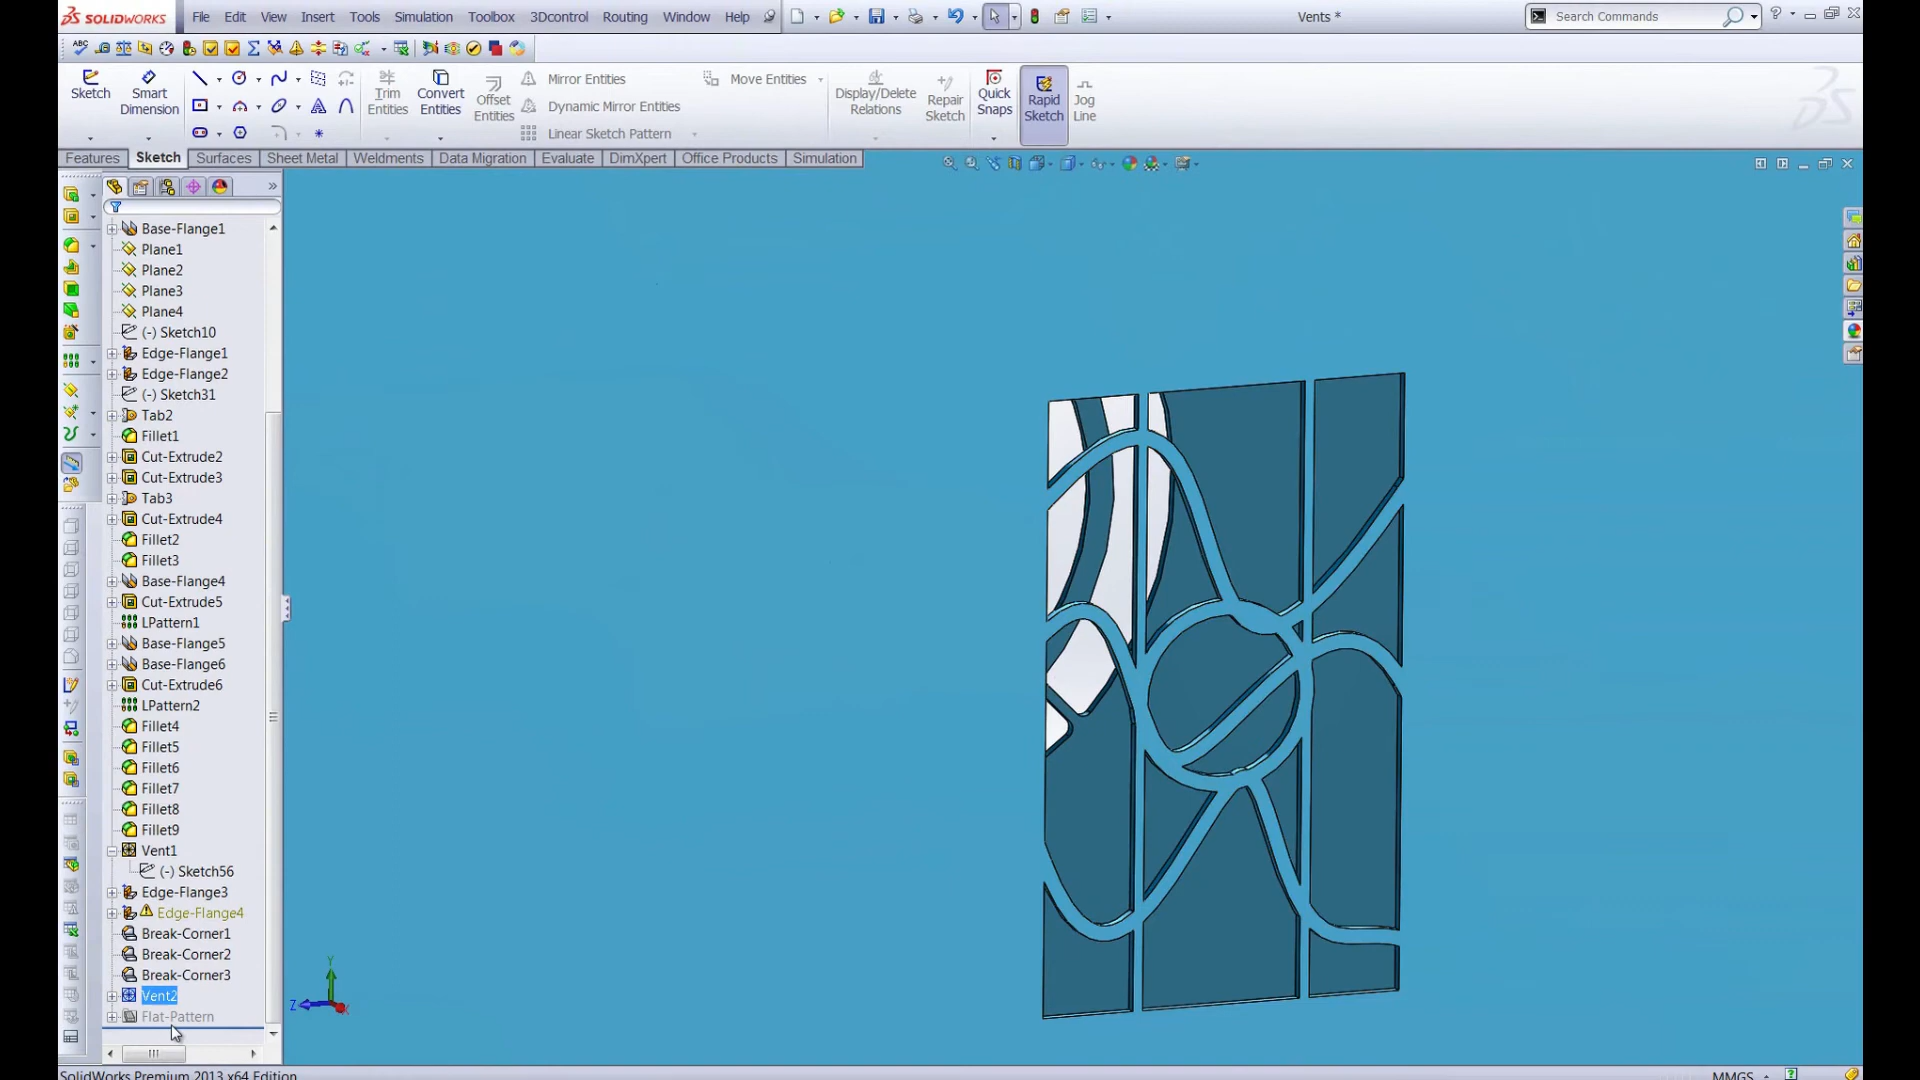 SOLIDWORKS File Edit View Insert Tools Simulation Toolbox 3Dcontrol Routing Window Help Vents * Search Commands
Sketch Smart Dimension Trim Entities Convert Entities Offset Entities Mirror Entities Dynamic Mirror Entities Linear Sketch Pattern Move Entities Display/Delete Relations Repair Sketch Quick Snaps Rapid Sketch Jog Line
Features Sketch Surfaces Sheet Metal Weldments Data Migration Evaluate DimXpert Office Products Simulation
Base-Flange1
Plane1
Plane2
Plane3
Plane4
(-) Sketch10
Edge-Flange1
Edge-Flange2
(-) Sketch31
Tab2
Fillet1
Cut-Extrude2
Cut-Extrude3
Tab3
Cut-Extrude4
Fillet2
Fillet3
Base-Flange4
Cut-Extrude5
LPattern1
Base-Flange5
Base-Flange6
Cut-Extrude6
LPattern2
Fillet4
Fillet5
Fillet6
Fillet7
Fillet8
Fillet9
Vent1
(-) Sketch56
Edge-Flange3
Edge-Flange4
Break-Corner1
Break-Corner2
Break-Corner3
Vent2
Flat-Pattern
Y
Z
X
SolidWorks Premium 2013 x64 Edition MMGS